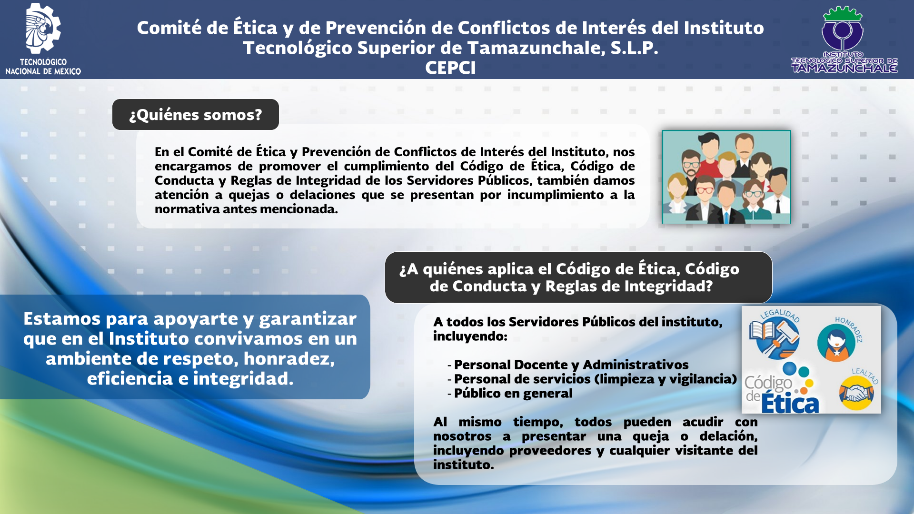 TECNOLÓGICO
NACIONAL DE MÉXICO
Comité de Ética y de Prevención de Conflictos de Interés del Instituto
Tecnológico Superior de Tamazunchale, S.L.P.
CEPCI
INSTITUTO
TECNOLÓGICO SUPERIOR DE
TAMAZUNCHALE
¿Quiénes somos?
En el Comité de Ética y Prevención de Conflictos de Interés del Instituto, nos
encargamos de promover el cumplimiento del Código de Ética, Código de
Conducta y Reglas de Integridad de los Servidores Públicos, también damos
atención a quejas o delaciones que se presentan por incumplimiento a la
normativa antes mencionada.
¿A quiénes aplica el Código de Ética, Código
de Conducta y Reglas de Integridad?
Estamos para apoyarte y garantizar
que en el Instituto convivamos en un
ambiente de respeto, honradez,
eficiencia e integridad.
A todos los Servidores Públicos del instituto,
incluyendo:
- Personal Docente y Administrativos
- Personal de servicios (limpieza y vigilancia)
- Público en general
Al mismo tiempo, todos pueden acudir con
nosotros a presentar una queja o delación,
incluyendo proveedores y cualquier visitante del
instituto.
LEGALIDAD
HONRADEZ
LEALTAD
Código
de Ética